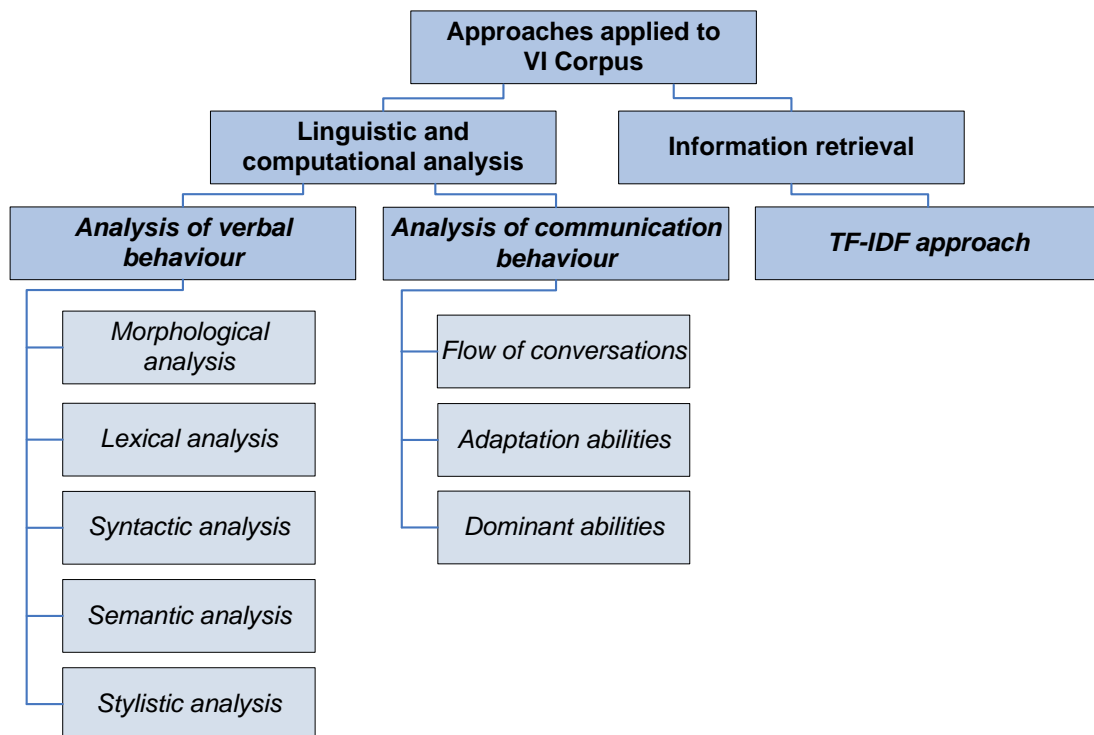 Approaches applied to
VI Corpus
Linguistic and
computational analysis
Information retrieval
Analysis of verbal
behaviour
Analysis of communication
behaviour
TF-IDF approach
Morphological
analysis
Lexical analysis
Syntactic analysis
Semantic analysis
Stylistic analysis
Flow of conversations
Adaptation abilities
Dominant abilities